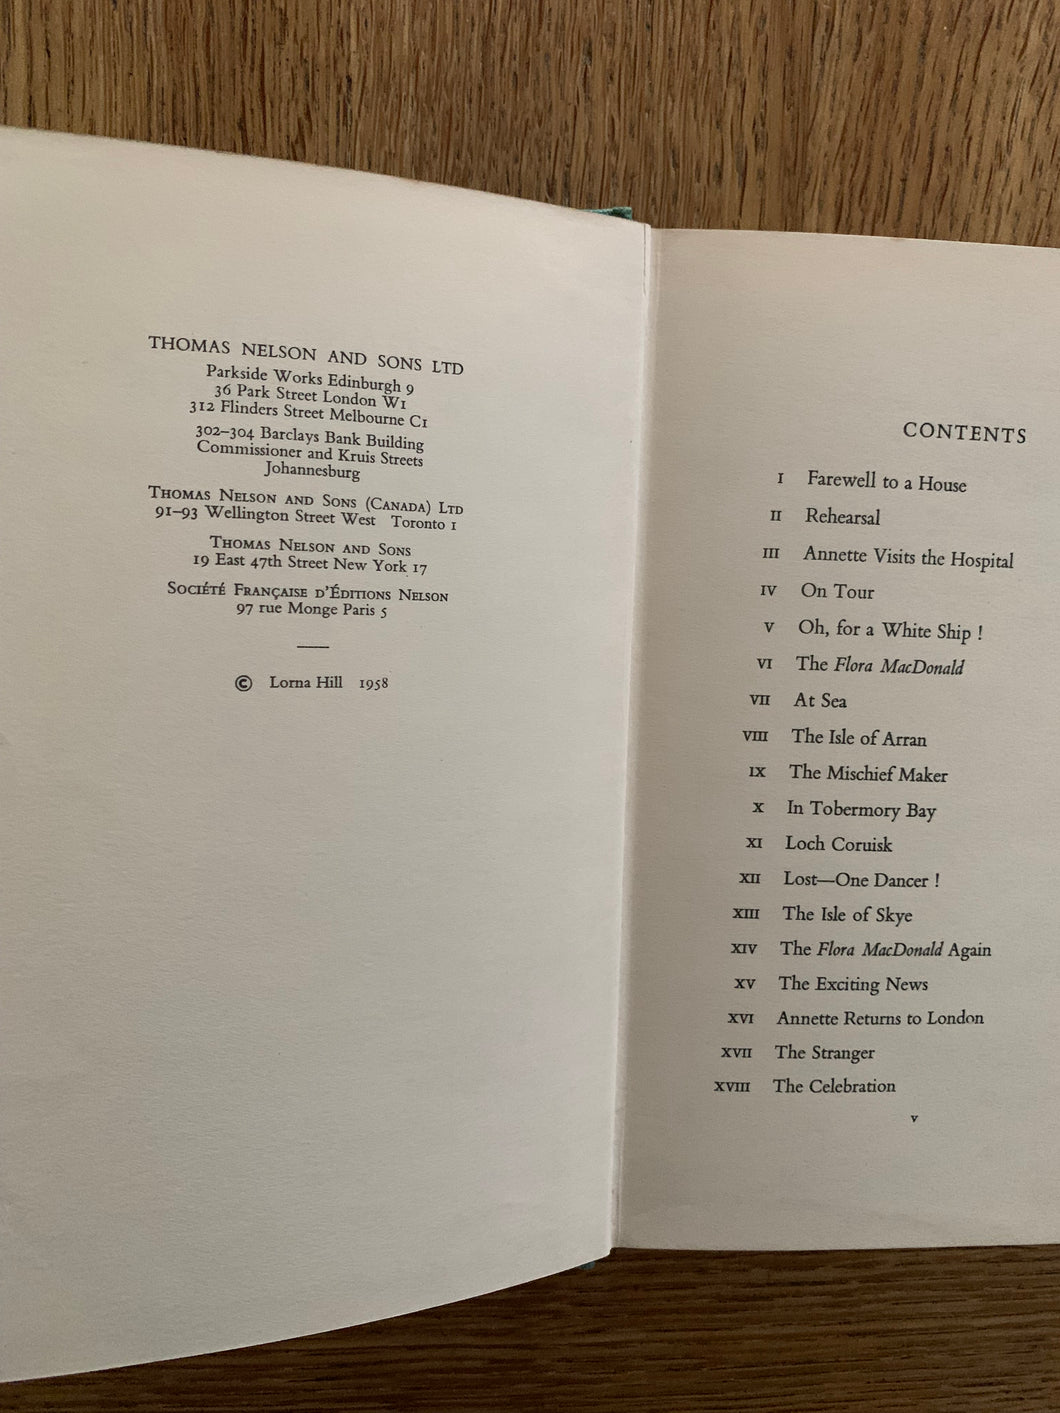 THOMAS NELSON AND SONS LTD
Parkside Works Edinburgh 9
36 Park Street London W1
312 Flinders Street Melbourne C1
302–304 Barclays Bank Building
Commissioner and Kruis Streets
Johannesburg
THOMAS NELSON AND SONS (CANADA) LTD
91–93 Wellington Street West Toronto 1
THOMAS NELSON AND SONS
19 East 47th Street New York 17
SOCIÉTÉ FRANÇAISE D'ÉDITIONS NELSON
97 rue Monge Paris 5
© Lorna Hill 1958
CONTENTS
I Farewell to a House
II Rehearsal
III Annette Visits the Hospital
IV On Tour
V Oh, for a White Ship !
VI The Flora MacDonald
VII At Sea
VIII The Isle of Arran
IX The Mischief Maker
X In Tobermory Bay
XI Loch Coruisk
XII Lost—One Dancer !
XIII The Isle of Skye
XIV The Flora MacDonald Again
XV The Exciting News
XVI Annette Returns to London
XVII The Stranger
XVIII The Celebration
v